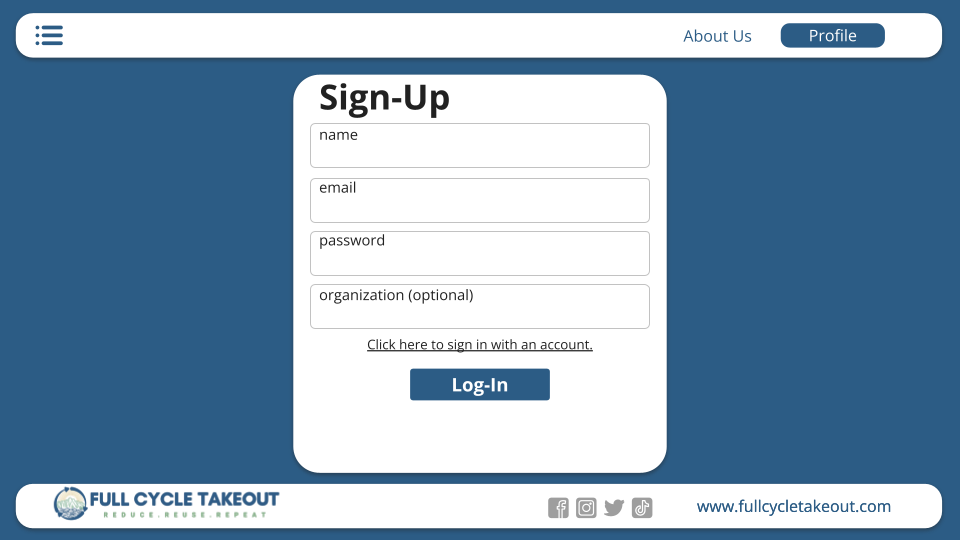 About Us
Profile
Sign-Up
name
email
password
organization (optional)
Click here to sign in with an account.
Log-In
FULL CYCLE TAKEOUT
REDUCE.REUSE.REPEAT
www.fullcycletakeout.com